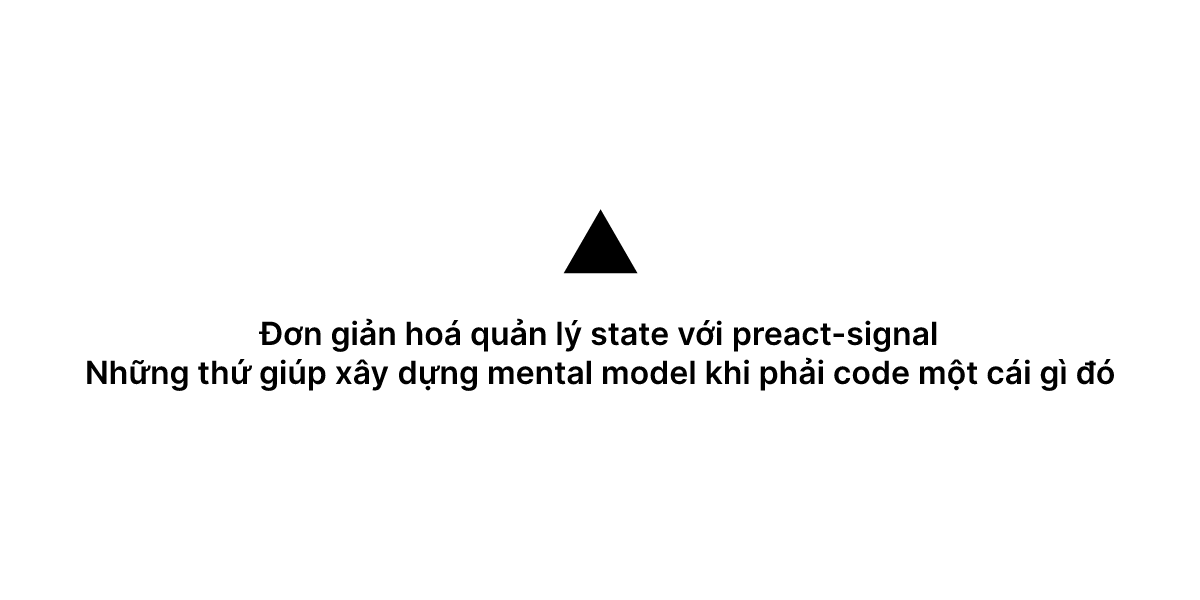 Đơn giản hoá quản lý state với preact-signal
Những thứ giúp xây dựng mental model khi phải code một cái gì đó